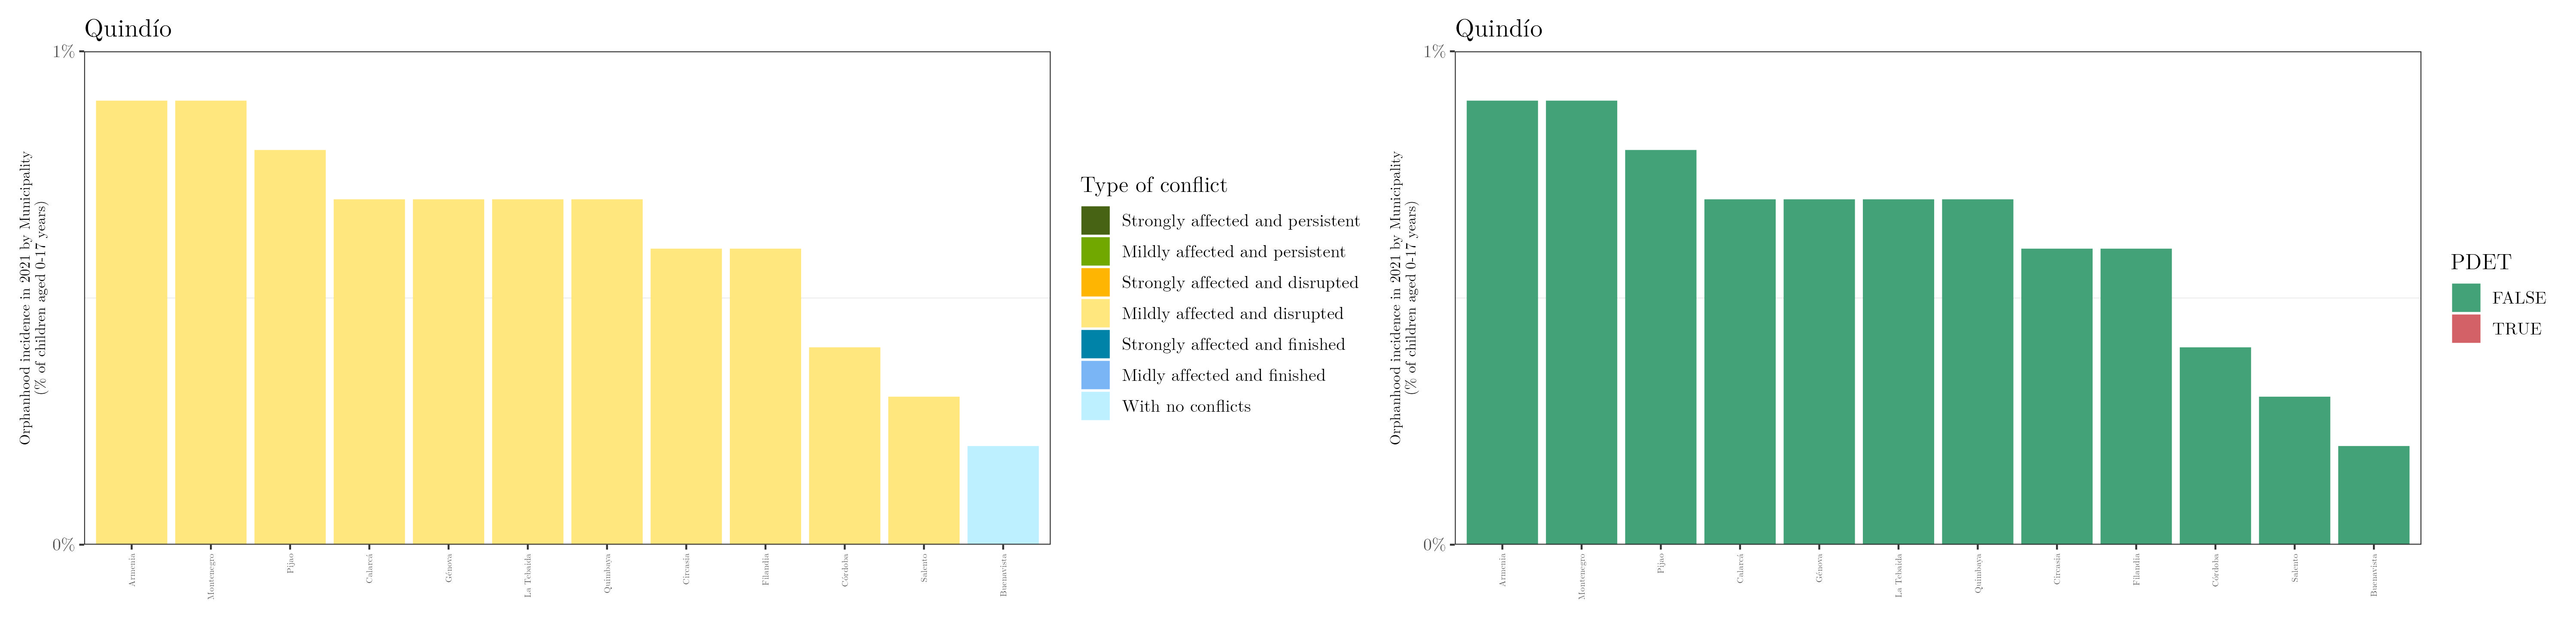 Quindío
1%
0%
Orphanhood incidence in 2021 by Municipality
(% of children aged 0-17 years)
Armenia
Montenegro
Pijao
Calarcá
Génova
La Tebaida
Quimbaya
Circasia
Filandia
Córdoba
Salento
Buenavista
Type of conflict
Strongly affected and persistent
Mildly affected and persistent
Strongly affected and disrupted
Mildly affected and disrupted
Strongly affected and finished
Midly affected and finished
With no conflicts
Quindío
1%
0%
Orphanhood incidence in 2021 by Municipality
(% of children aged 0-17 years)
Armenia
Montenegro
Pijao
Calarcá
Génova
La Tebaida
Quimbaya
Circasia
Filandia
Córdoba
Salento
Buenavista
PDET
FALSE
TRUE